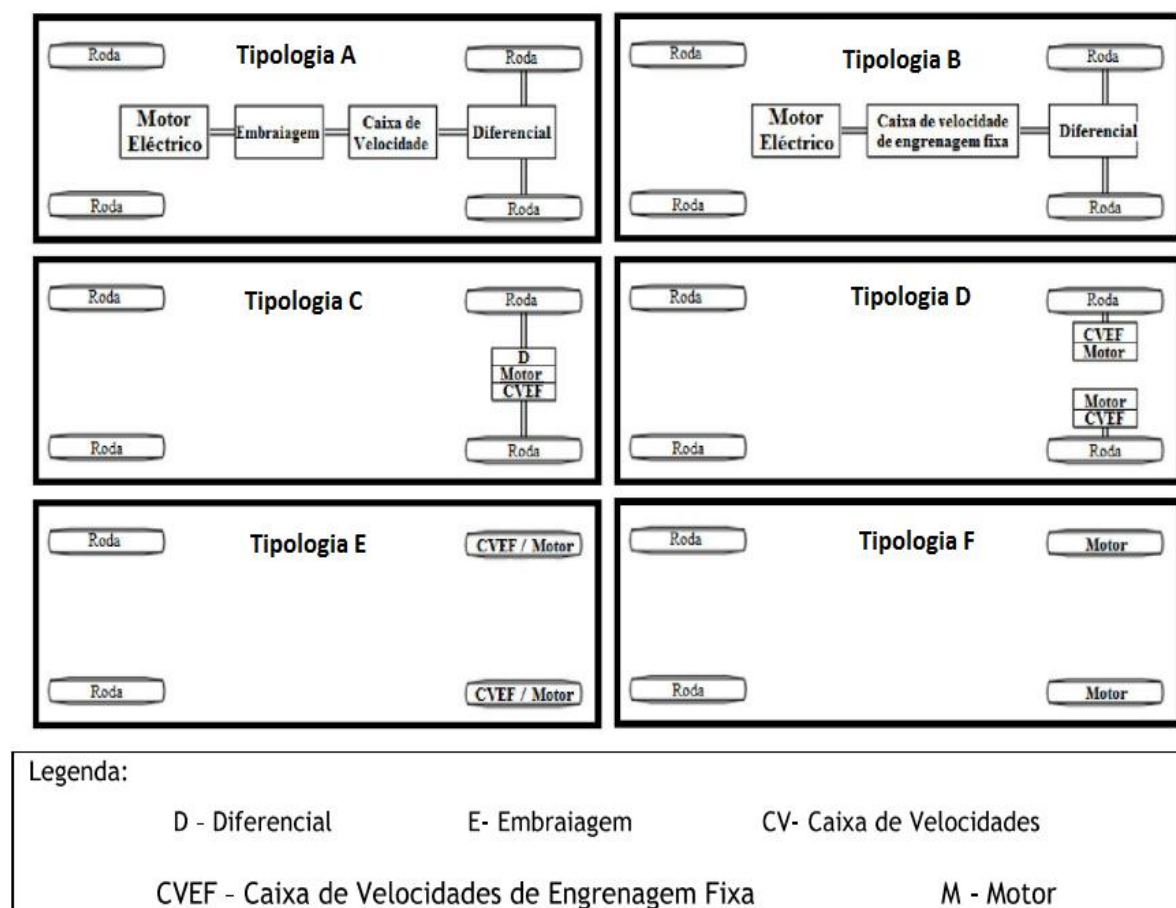 Tipologia A
Roda
Roda
Motor
Eléctrico
Embraiagem
Caixa de
Velocidade
Diferencial
Roda
Roda
Tipologia B
Roda
Roda
Motor
Eléctrico
Caixa de velocidade
de engrenagem fixa
Diferencial
Roda
Roda
Tipologia C
Roda
Roda
D
Motor
CVEF
Roda
Roda
Tipologia D
Roda
Roda
CVEF
Motor
Motor
CVEF
Roda
Roda
Tipologia E
Roda
CVEF / Motor
Roda
CVEF / Motor
Tipologia F
Roda
Motor
Roda
Motor
Legenda:
D - Diferencial E- Embraiagem CV- Caixa de Velocidades
CVEF - Caixa de Velocidades de Engrenagem Fixa M - Motor